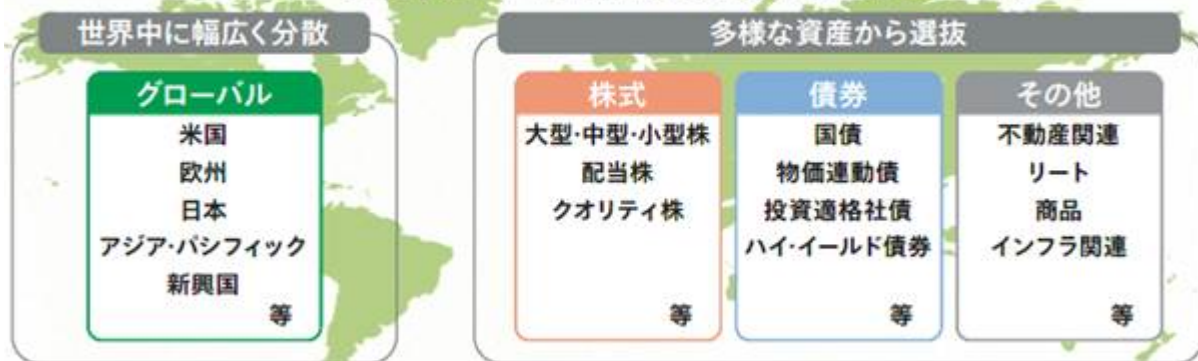 世界中に幅広く分散
グローバル
米国
欧州
日本
アジア・パシフィック
新興国
等
多様な資産から選抜
株式
大型・中型・小型株
配当株
クオリティ株
等
債券
国債
物価連動債
投資適格社債
ハイ・イールド債券
等
その他
不動産関連
リート
商品
インフラ関連
等